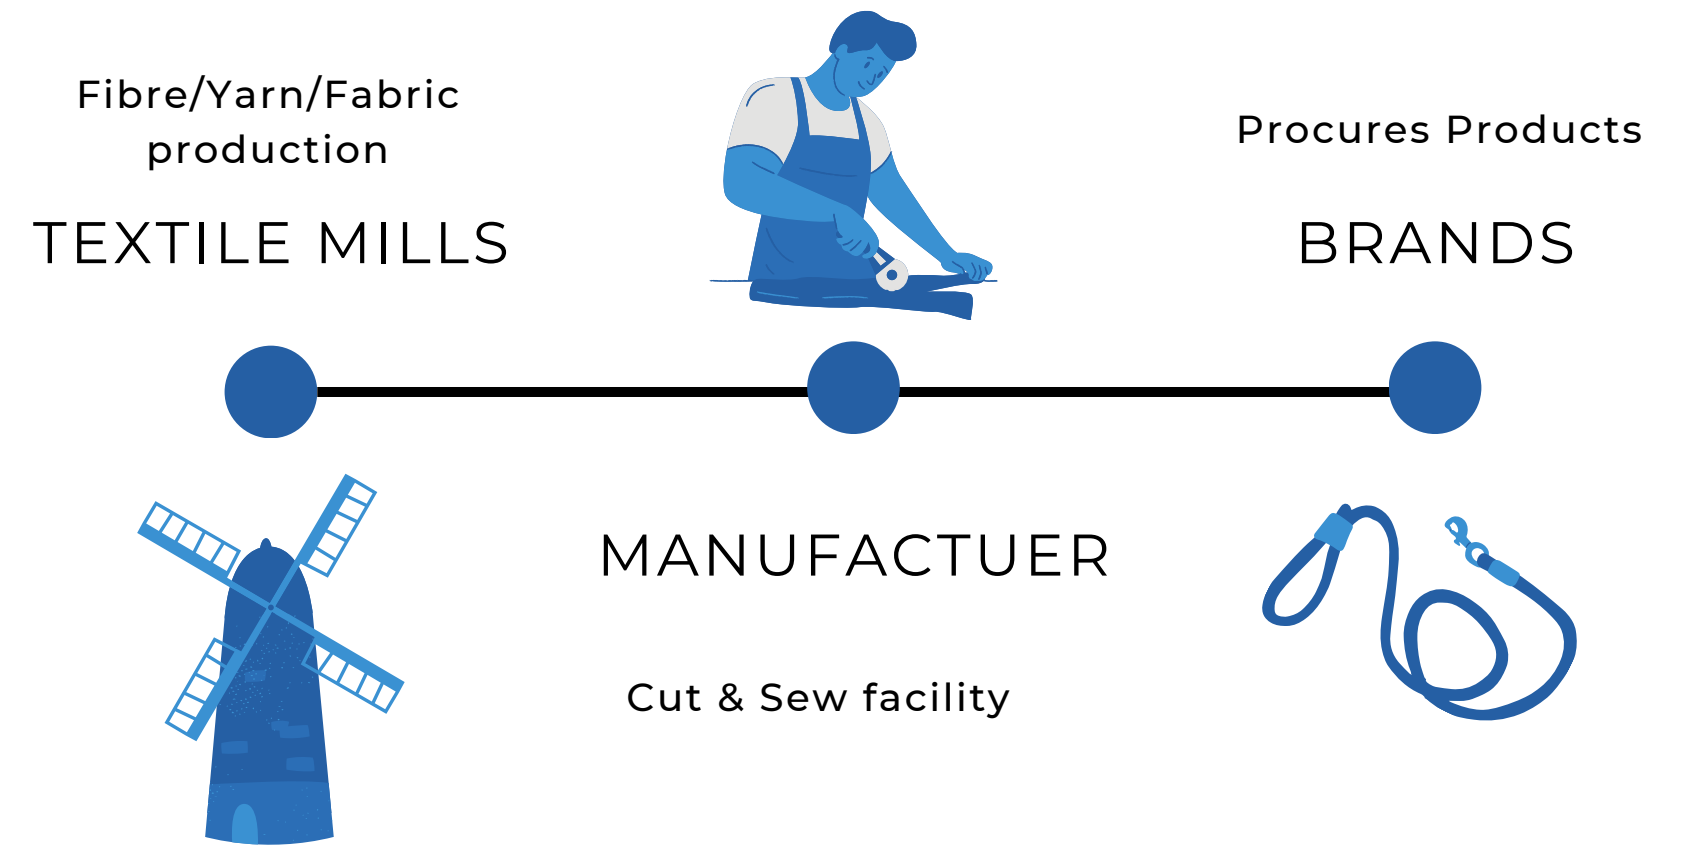 Fibre/Yarn/Fabric
production
TEXTILE MILLS
MANUFACTUER
Cut & Sew facility
Procures Products
BRANDS